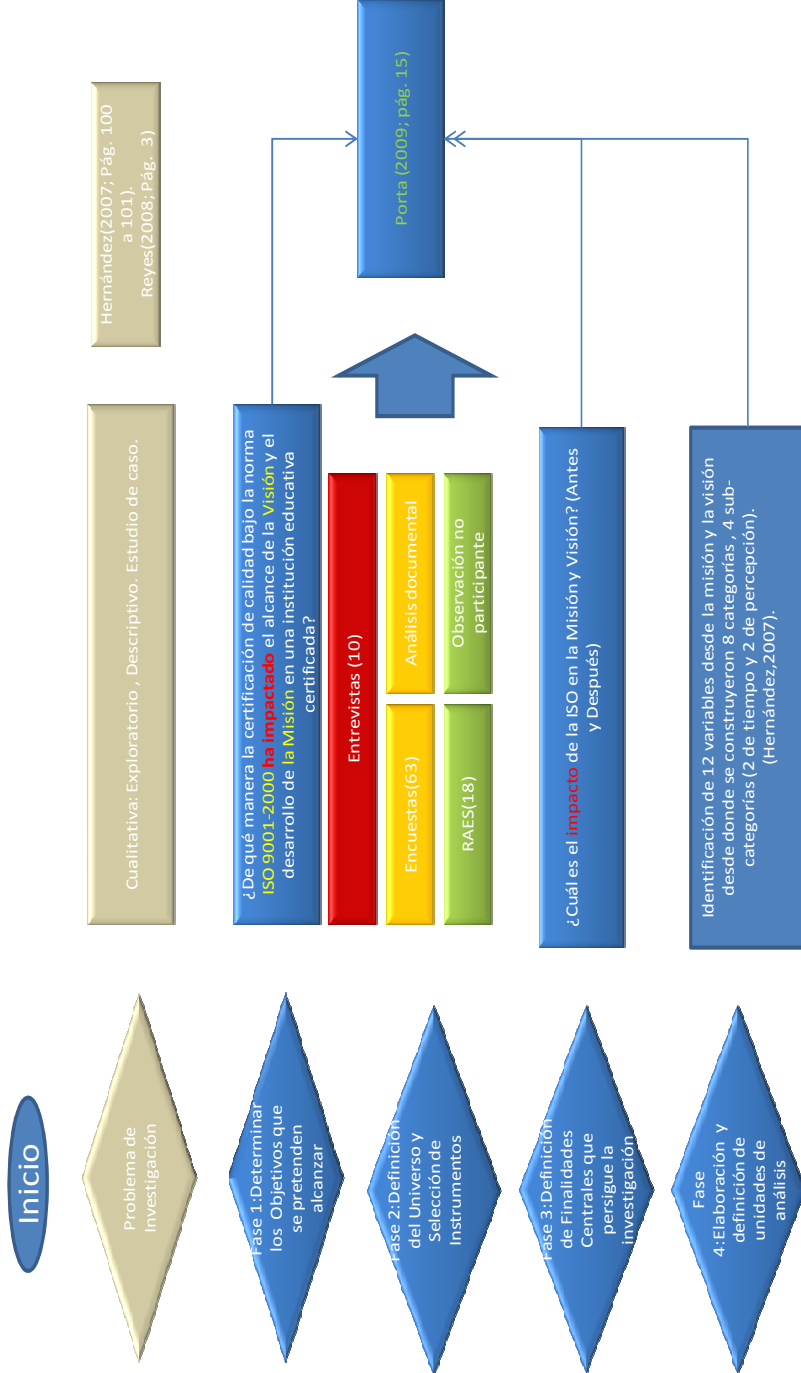 Inicio
Problema de
Investigación
Cualitativa: Exploratorio , Descriptivo. Estudio de caso.
Hernández(2007; Pág. 100
a 101).
Reyes(2008; Pág. 3)
Fase 1:Determinar
los Objetivos que
se pretenden
alcanzar
¿De qué manera la certificación de calidad bajo la norma
ISO 9001-2000 ha impactado el alcance de la Visión y el
desarrollo de la Misión en una institución educativa
certificada?
Porta (2009; pág. 15)
Fase 2:Definición
del Universo y
Selección de
Instrumentos
Entrevistas (10)
Encuestas(63)
Análisis documental
RAES(18)
Observación no
participante
Fase 3:Definición
de Finalidades
Centrales que
persigue la
investigación
¿Cuál es el impacto de la ISO en la Misión y Visión? (Antes
y Después)
Fase
4:Elaboración y
definición de
unidades de
análisis
Identificación de 12 variables desde la misión y la visión
desde donde se construyeron 8 categorías , 4 sub-
categorías (2 de tiempo y 2 de percepción).
(Hernández,2007).